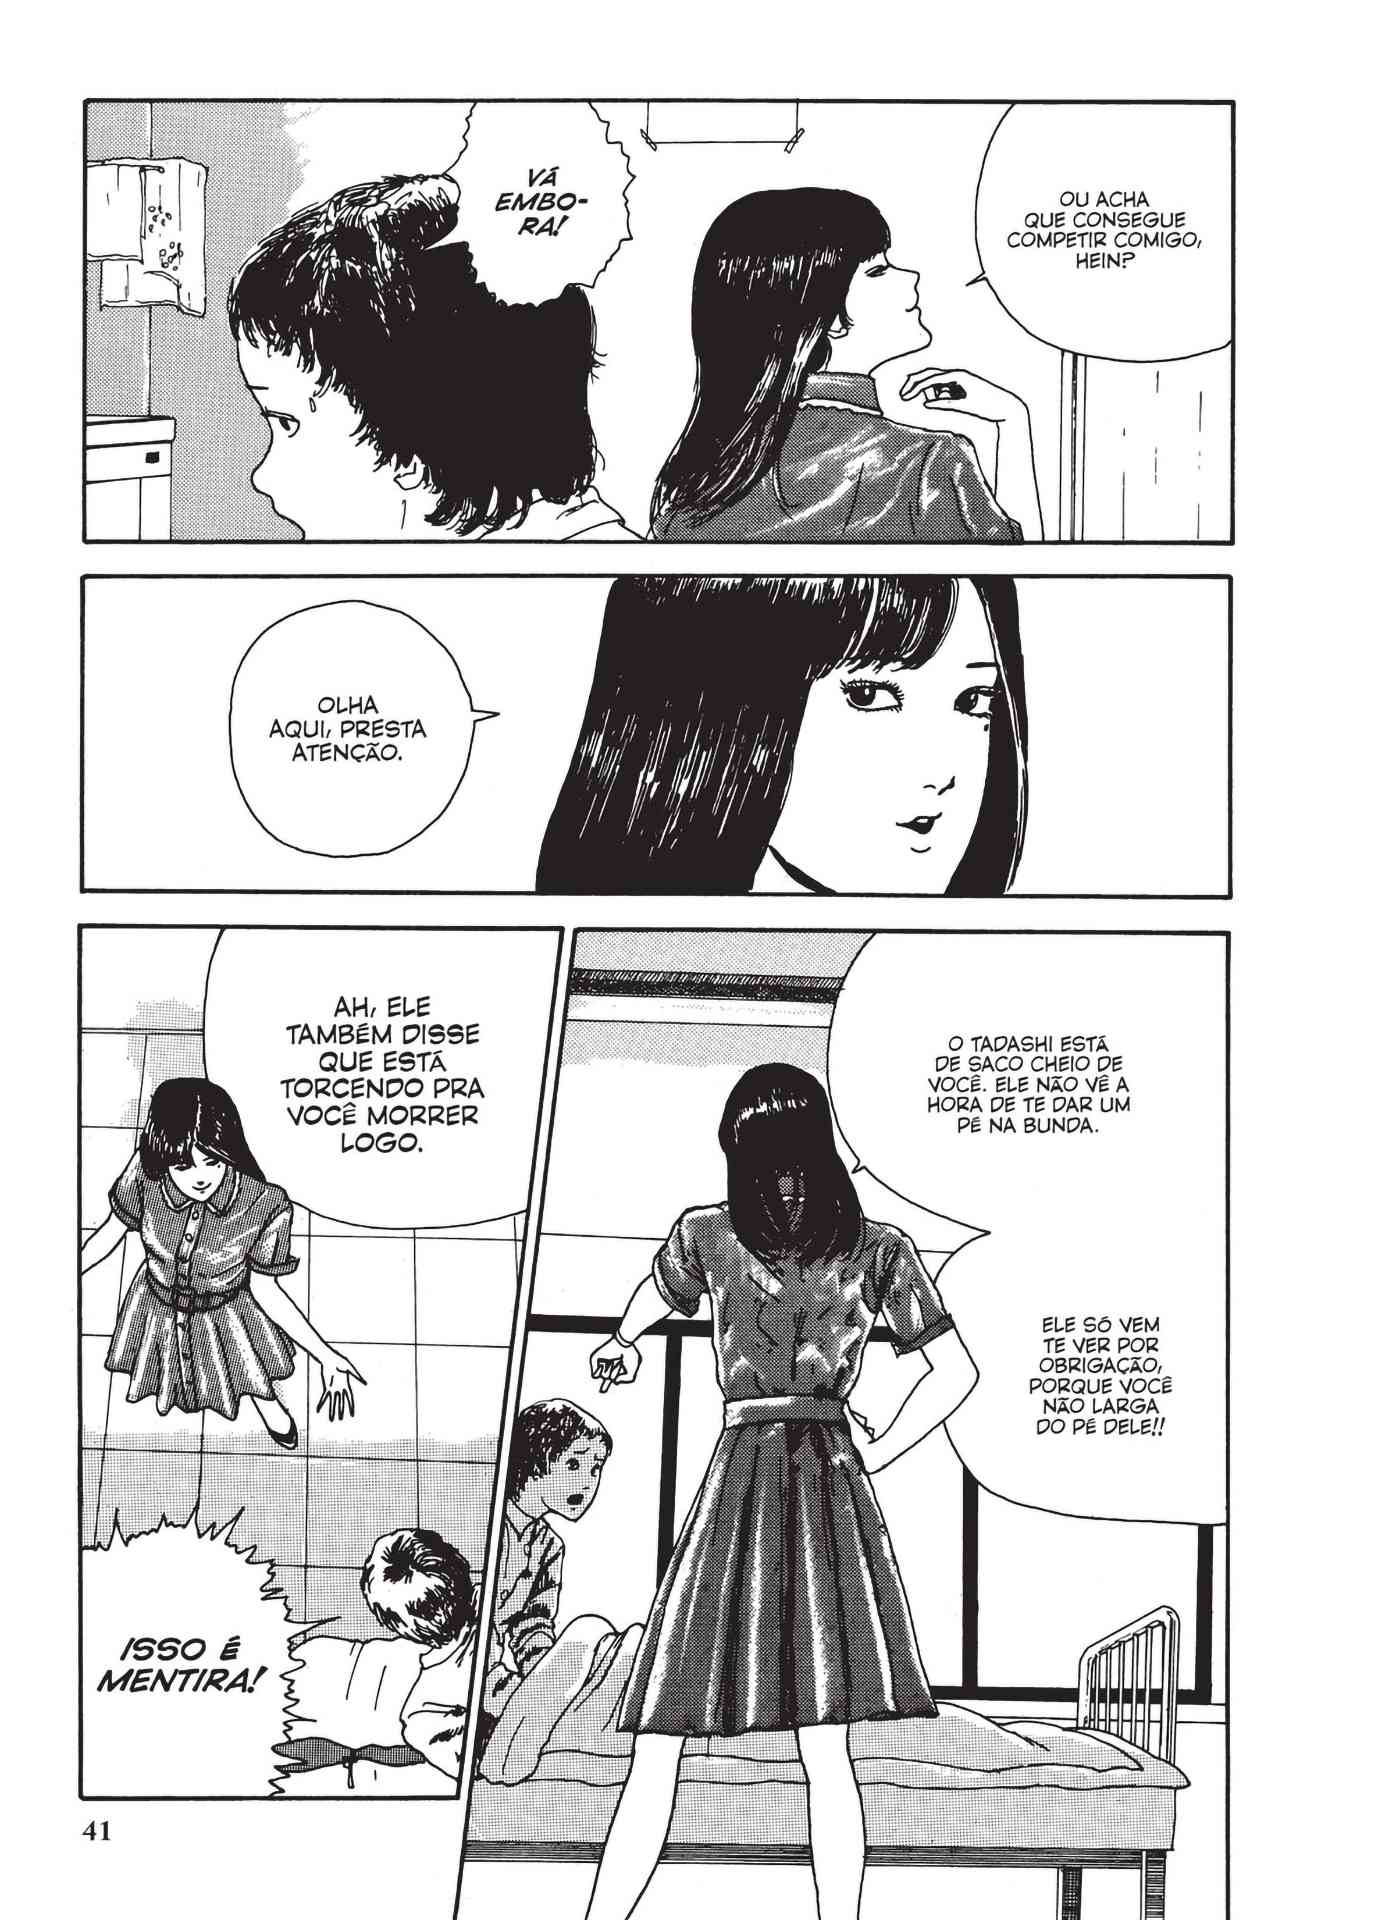 OU ACHA
QUE CONSEGUE
COMPETIR COMIGO,
HEIN?
VÁ
EMBO-
RA!
OLHA
AQUI, PRESTA
ATENÇÃO.
O TADASHI ESTÁ
DE SACO CHEIO DE
VOCÊ. ELE NÃO VÊ A
HORA DE TE DAR UM
PÉ NA BUNDA.
ELE SÓ VEM
TE VER POR
OBRIGAÇÃO,
PORQUE VOCÊ
NÃO LARGA
DO PÉ DELE!!
AH, ELE
TAMBÉM DISSE
QUE ESTÁ
TORCENDO PRA
VOCÊ MORRER
LOGO.
ISSO É
MENTIRA!
41